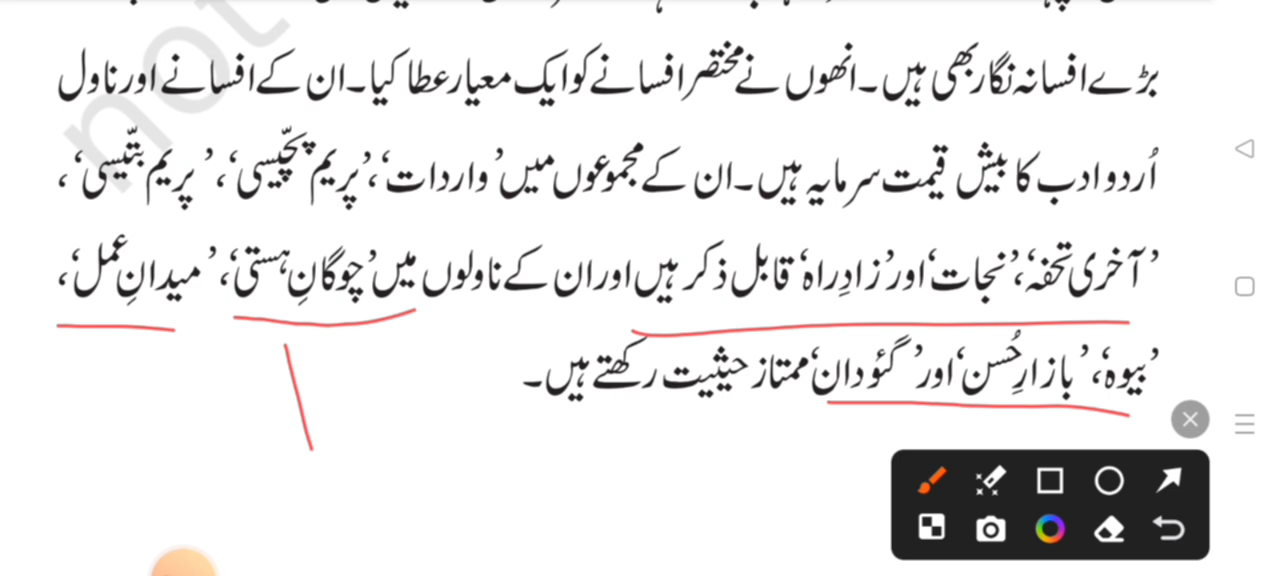 بڑے افسانہ نگار بھی ہیں۔ انھوں نے مختصر افسانے کو ایک معیار عطا کیا۔ ان کے افسانے اور ناول
اُردو ادب کا بیش قیمت سرمایہ ہیں۔ ان کے مجموعوں میں ’واردات‘، ’پریم پچّیسی‘، ’پریم بتّیسی‘،
’آخری تحفہ‘، ’نجات‘ اور ’زادِ راہ‘ قابل ذکر ہیں اور ان کے ناولوں میں ’چوگانِ ہستی‘، ’میدانِ عمل‘،
’بیوہ‘، ’بازارِ حُسن‘ اور ’گئودان‘ ممتاز حیثیت رکھتے ہیں۔
not